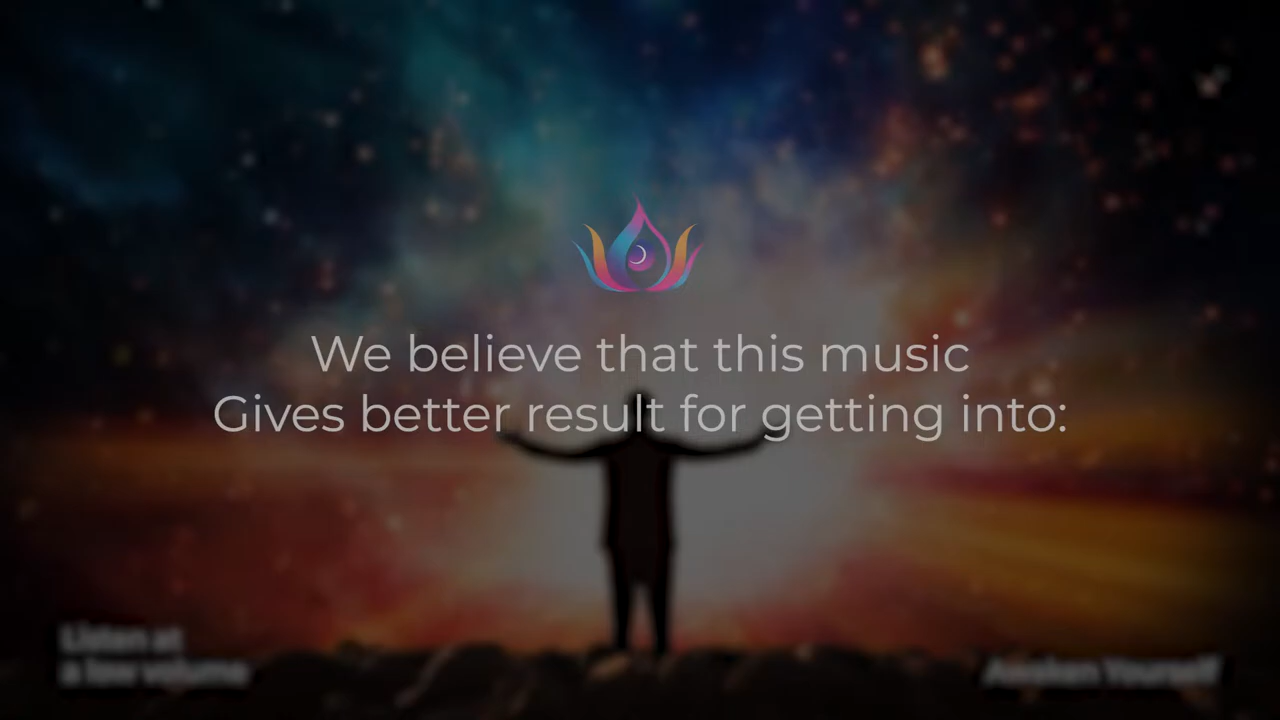 We believe that this music
Gives better result for getting into:
Listen at
a low volume
Awaken Yourself